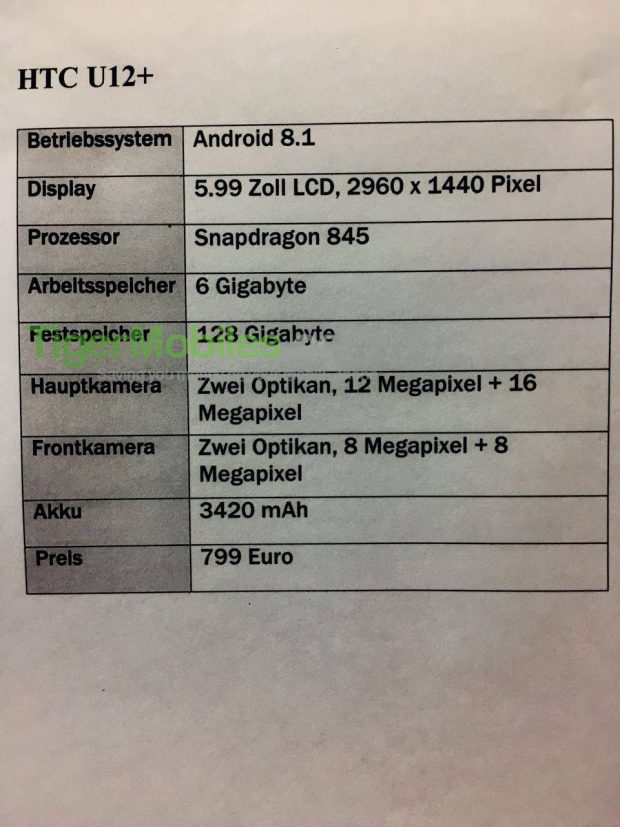 HTC U12+
Betriebssystem Android 8.1
Display 5.99 Zoll LCD, 2960 x 1440 Pixel
Prozessor Snapdragon 845
Arbeitsspeicher 6 Gigabyte
Festspeicher 128 Gigabyte
TigerMobiles
Hauptkamera Zwei Optikan, 12 Megapixel + 16
Megapixel
Frontkamera Zwei Optikan, 8 Megapixel + 8
Megapixel
Akku 3420 mAh
Preis 799 Euro